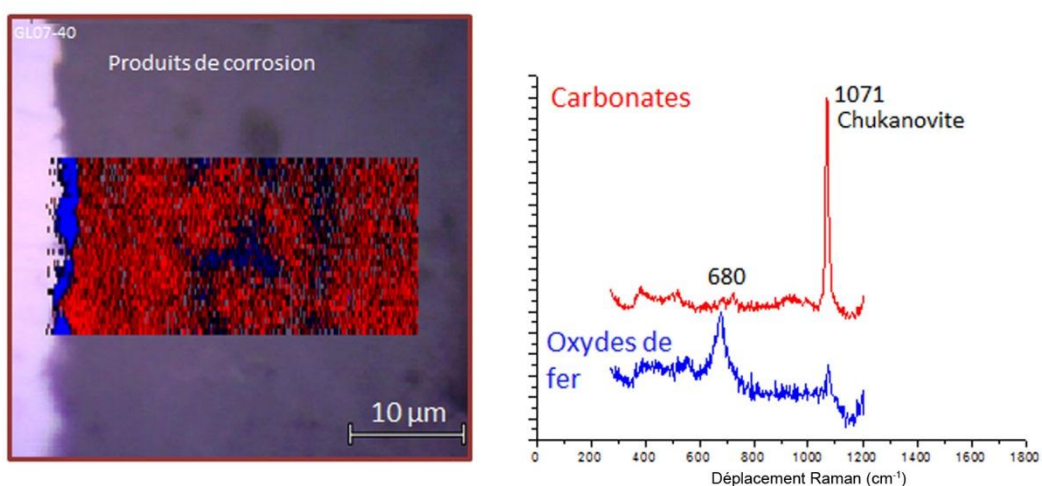 GL07-40
Produits de corrosion
10 µm
Carbonates
1071
Chukanovite
680
Oxydes de
fer
0 200 400 600 800 1000 1200 1400 1600 1800
Déplacement Raman (cm⁻¹)